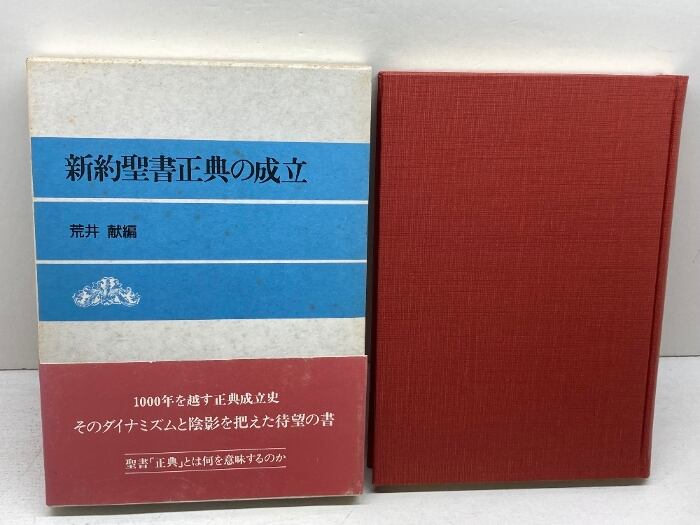 新約聖書正典の成立
荒井 献編
1000年を越す正典成立史
そのダイナミズムと陰影を把えた待望の書
聖書「正典」とは何を意味するのか